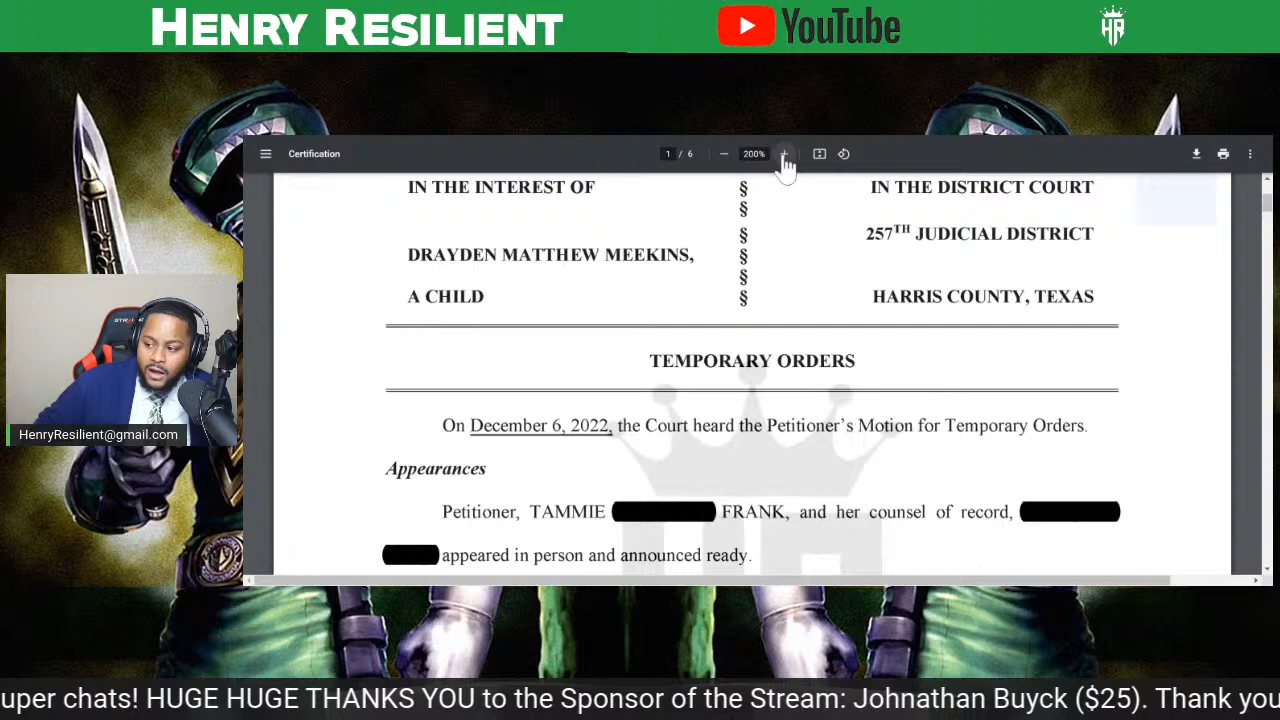 HENRY RESILIENT
YouTube
HR
Certification
1 / 6
200%
IN THE INTEREST OF § IN THE DISTRICT COURT
§
§ 257TH JUDICIAL DISTRICT
DRAYDEN MATTHEW MEEKINS, §
§
A CHILD § HARRIS COUNTY, TEXAS
TEMPORARY ORDERS
On December 6, 2022, the Court heard the Petitioner's Motion for Temporary Orders.
Appearances
Petitioner, TAMMIE FRANK, and her counsel of record,
appeared in person and announced ready.
HenryResilient@gmail.com
uper chats! HUGE HUGE THANKS YOU to the Sponsor of the Stream: Johnathan Buyck ($25). Thank you